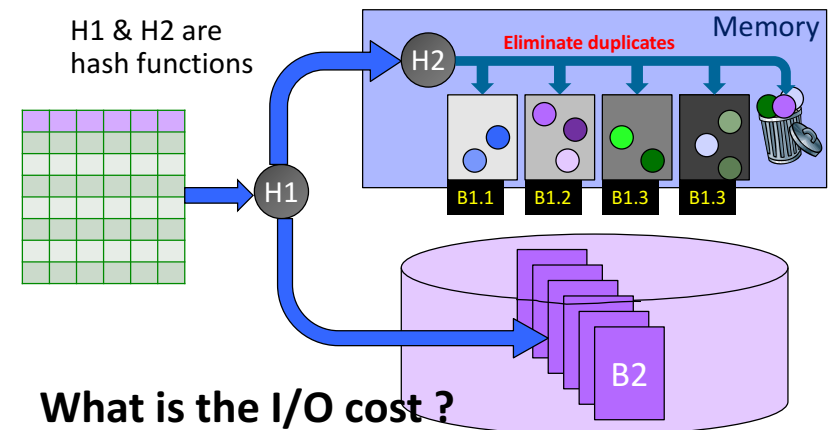 H1 & H2 are
hash functions
Memory
Eliminate duplicates
H2
H1
B1.1
B1.2
B1.3
B1.3
B2
What is the I/O cost ?